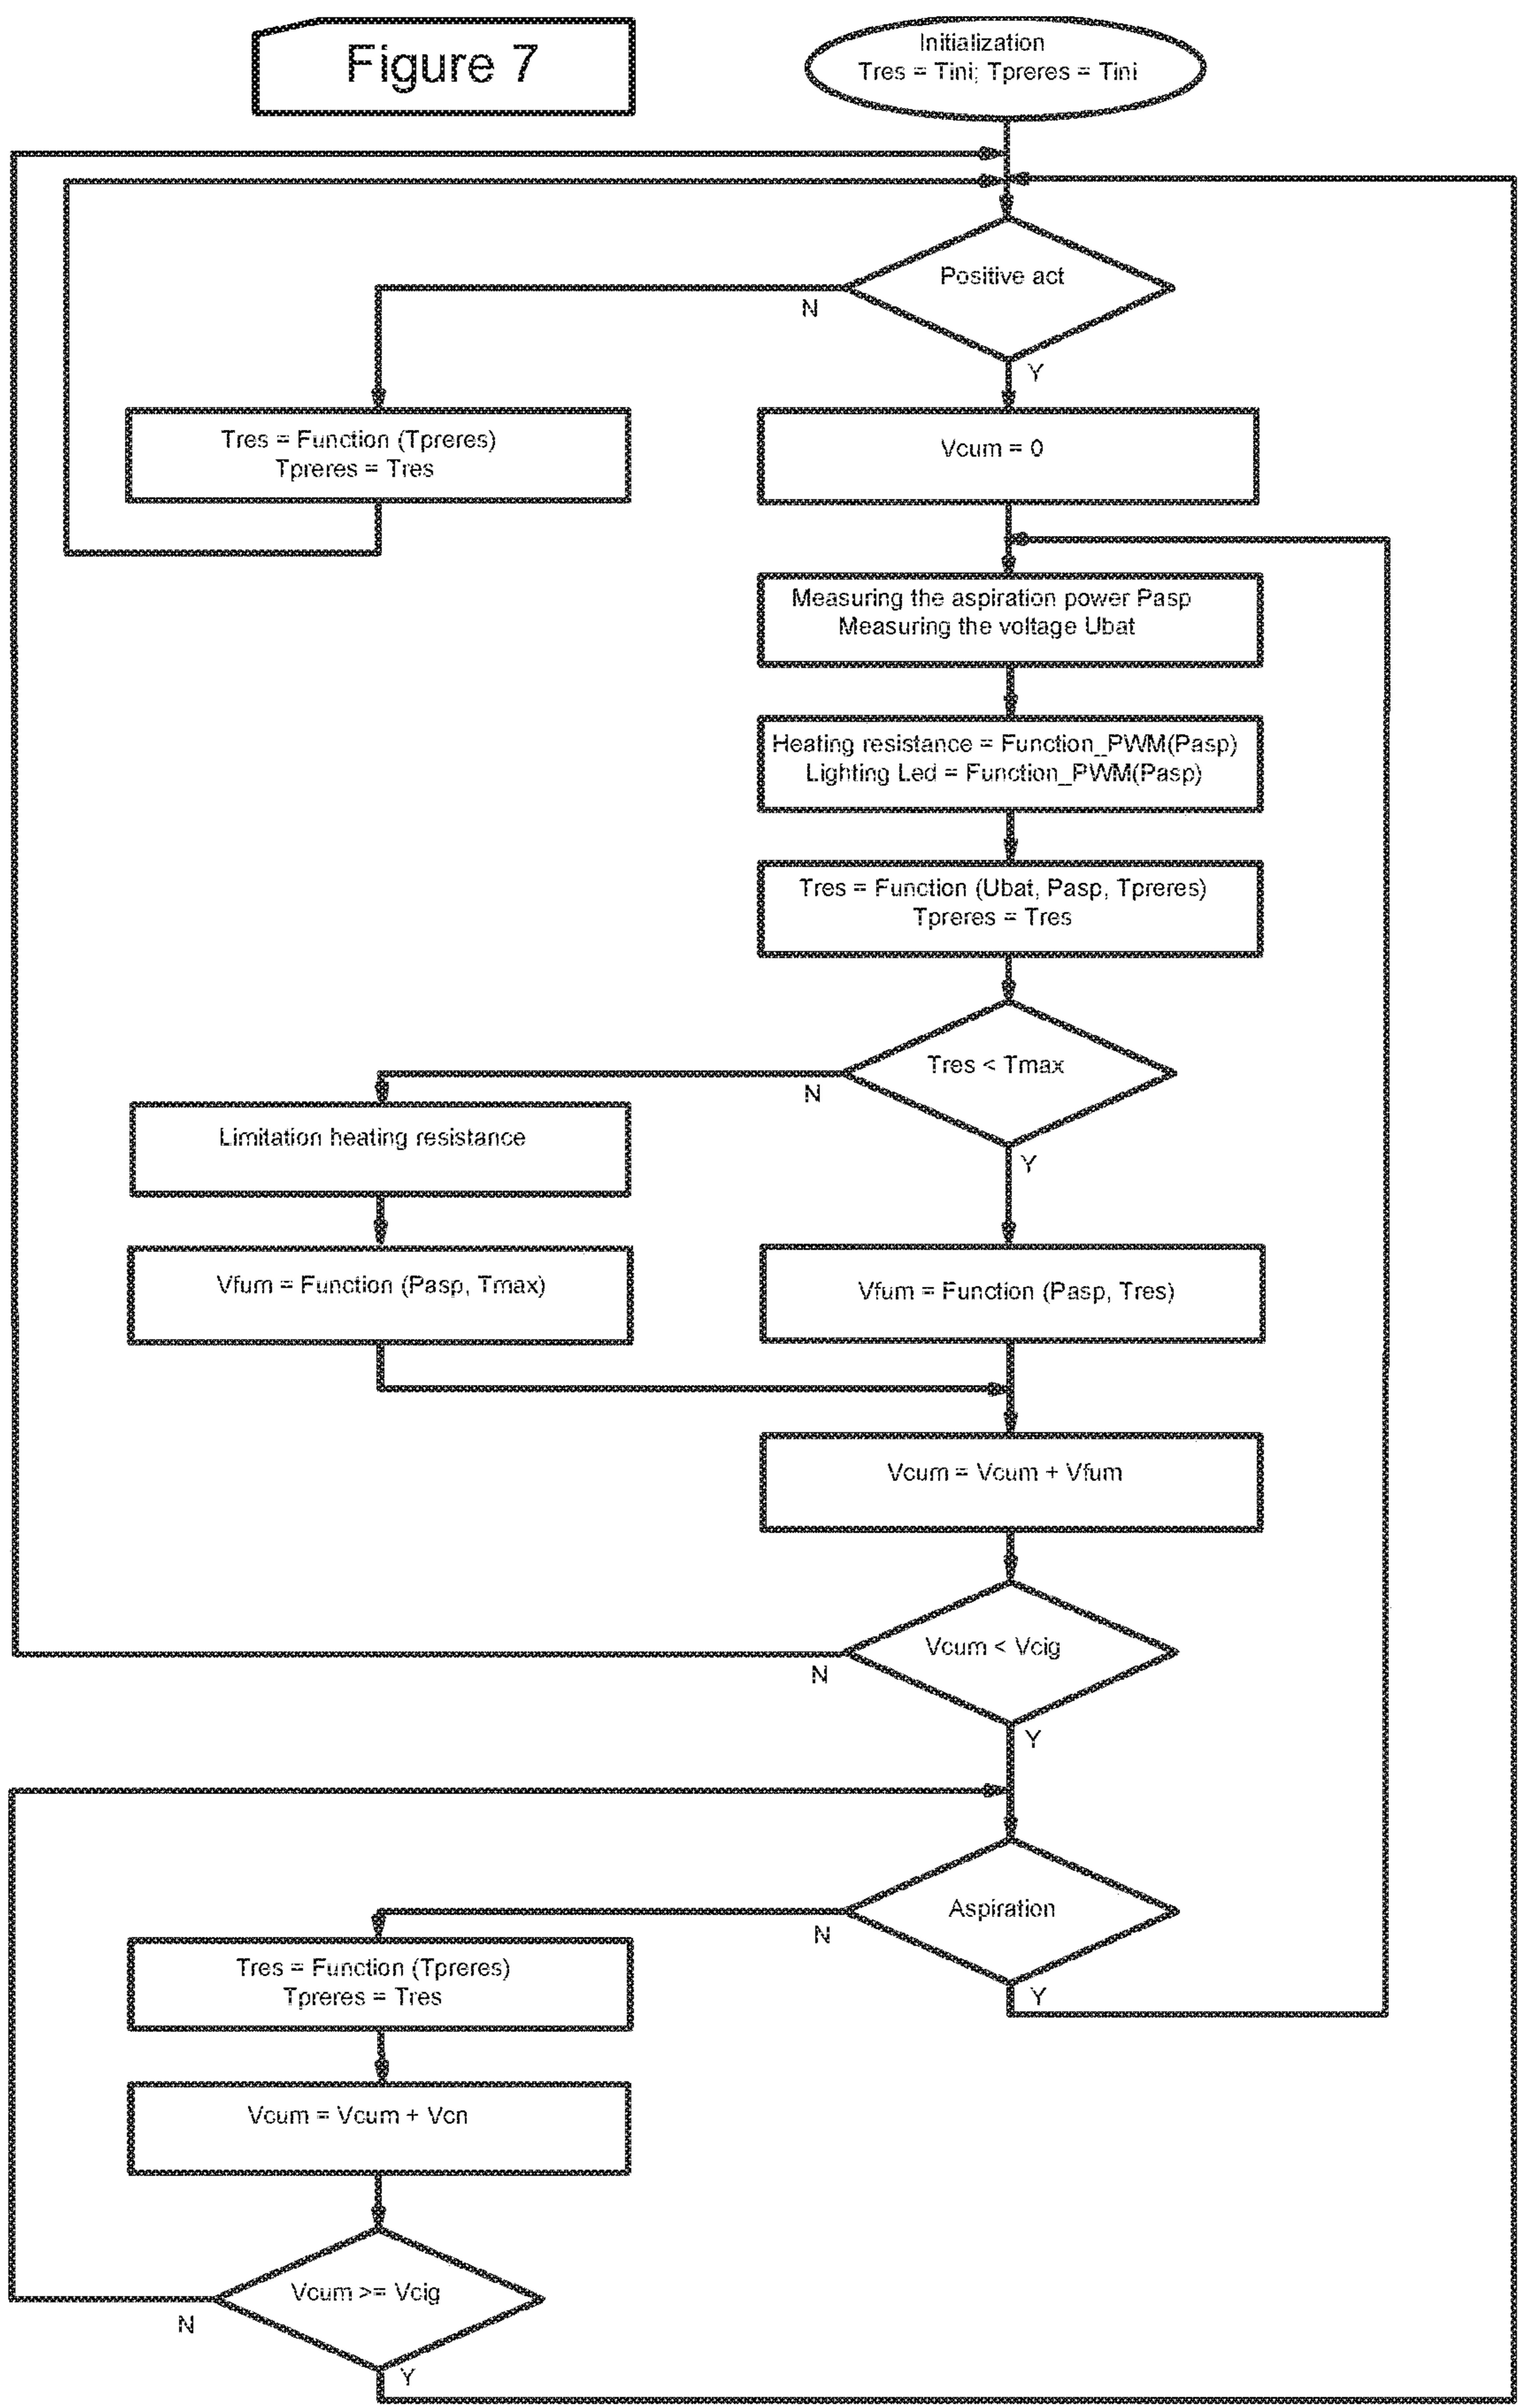 Figure 7
Initialization
Tres = Tini; Tpreres = Tini
Positive act
N
Y
Tres = Function (Tpreres)
Tpreres = Tres
Vcum = 0
Measuring the aspiration power Pasp
Measuring the voltage Ubat
Heating resistance = Function_PWM(Pasp)
Lighting Led = Function_PWM(Pasp)
Tres = Function (Ubat, Pasp, Tpreres)
Tpreres = Tres
Tres < Tmax
N
Y
Limitation heating resistance
Vfum = Function (Pasp, Tmax)
Vfum = Function (Pasp, Tres)
Vcum = Vcum + Vfum
Vcum < Vcig
N
Y
Aspiration
N
Y
Tres = Function (Tpreres)
Tpreres = Tres
Vcum = Vcum + Vcn
Vcum >= Vcig
N
Y